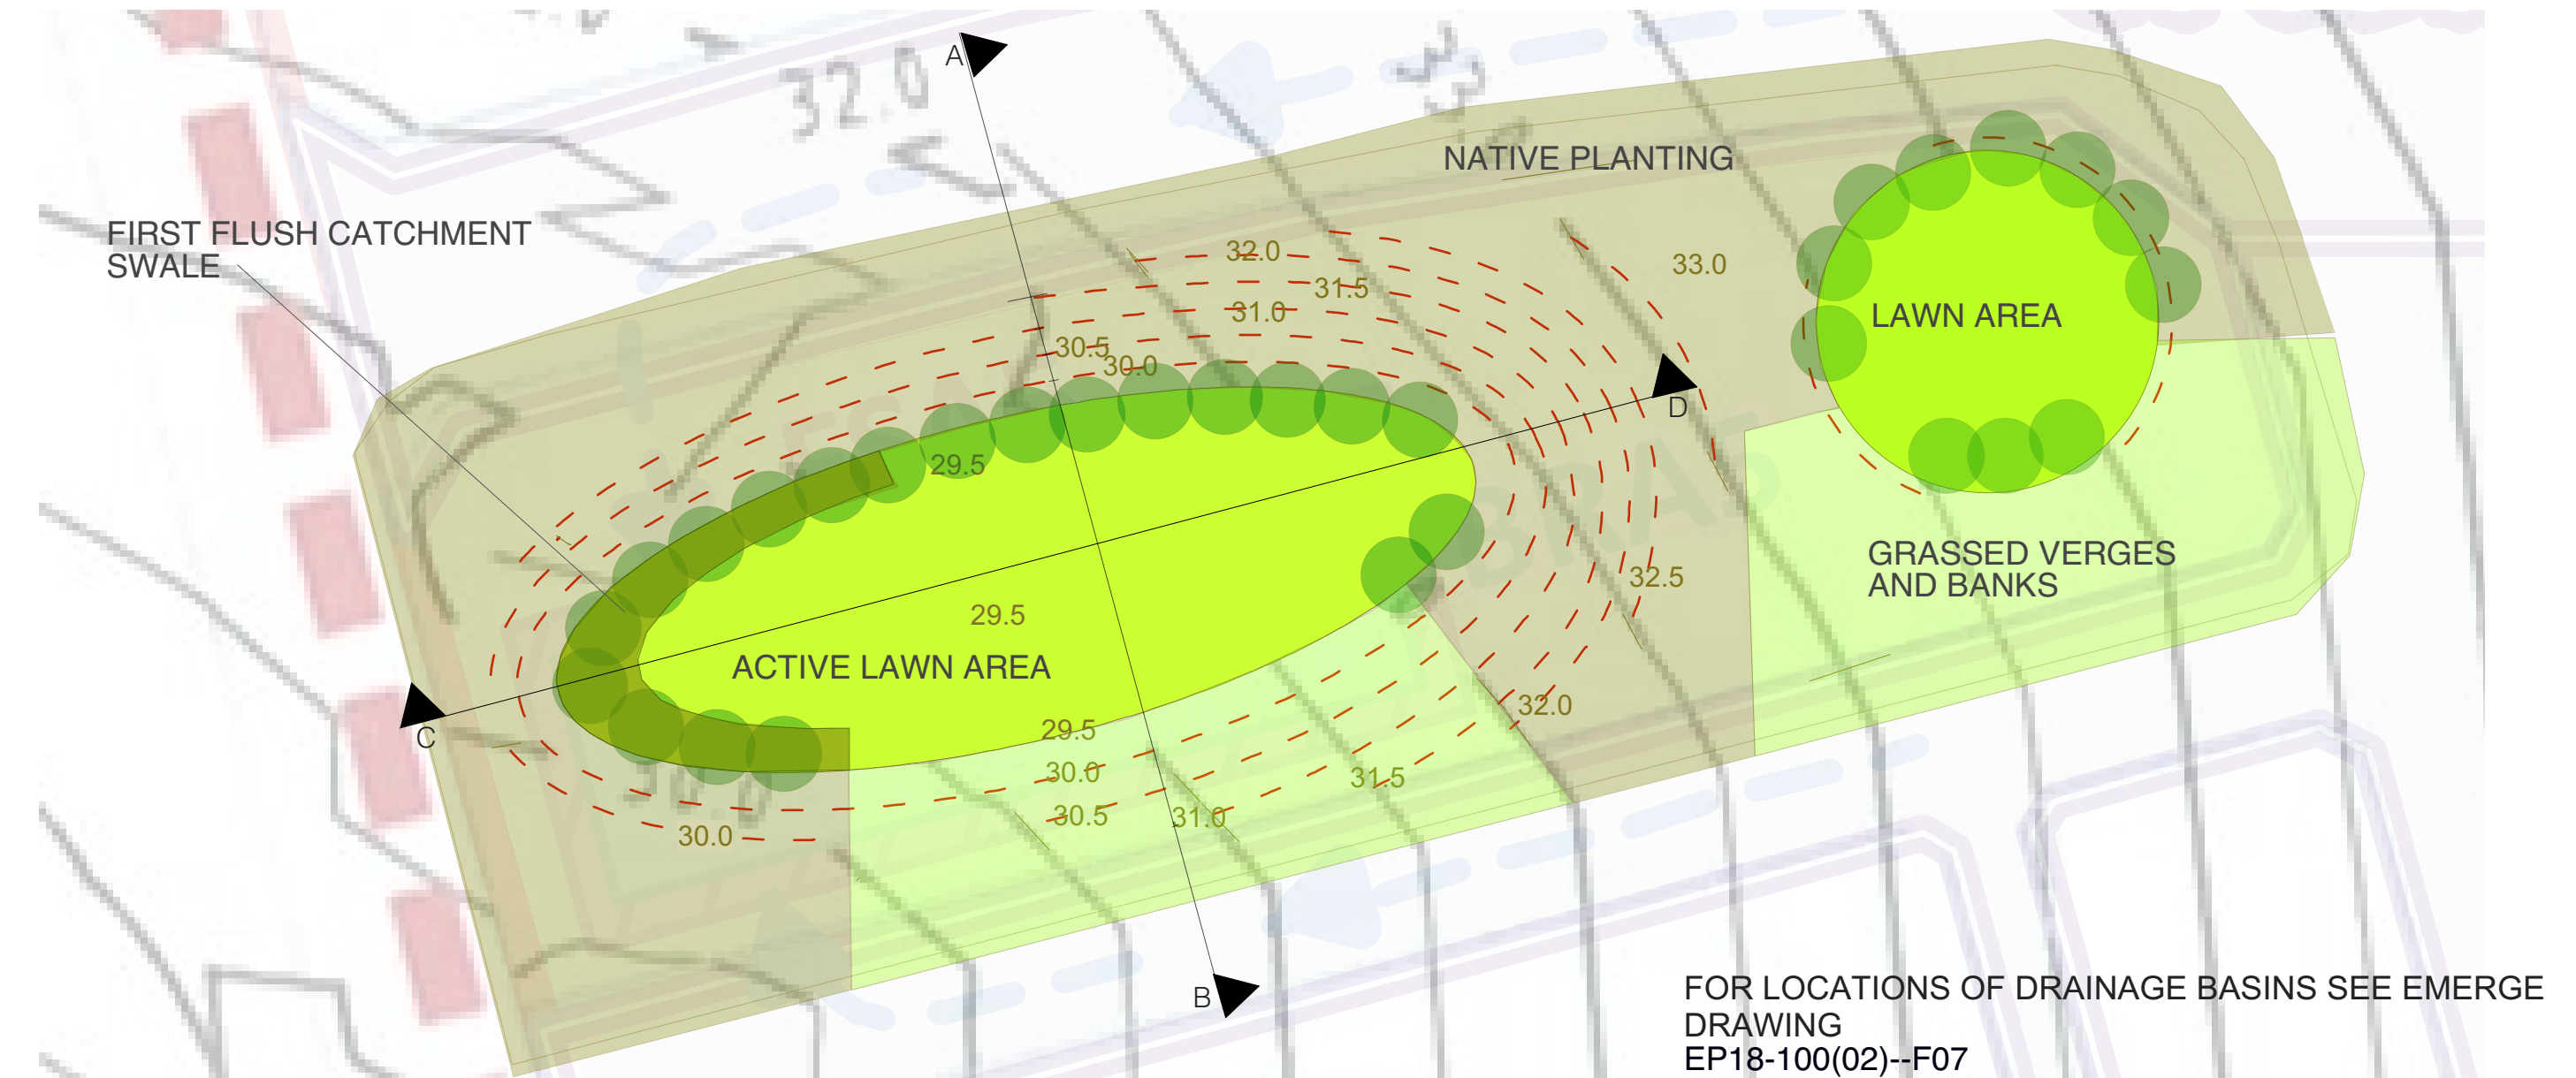 A
32.0
NATIVE PLANTING
FIRST FLUSH CATCHMENT
SWALE
32.0
33.0
31.5
31.0
LAWN AREA
30.5
30.0
D
29.5
GRASSED VERGES
AND BANKS
32.5
29.5
ACTIVE LAWN AREA
32.0
C
29.5
30.0
31.5
30.5
31.0
30.0
30.0
B
FOR LOCATIONS OF DRAINAGE BASINS SEE EMERGE
DRAWING
EP18-100(02)--F07